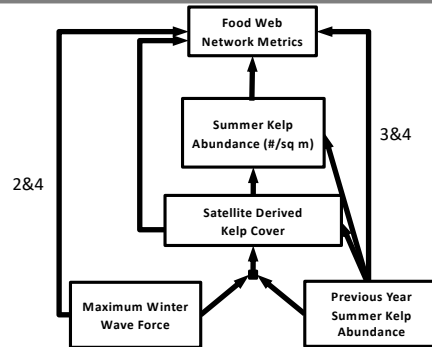 Food Web
Network Metrics
Summer Kelp
Abundance (#/sq m)
2&4
3&4
Satellite Derived
Kelp Cover
Maximum Winter
Wave Force
Previous Year
Summer Kelp
Abundance